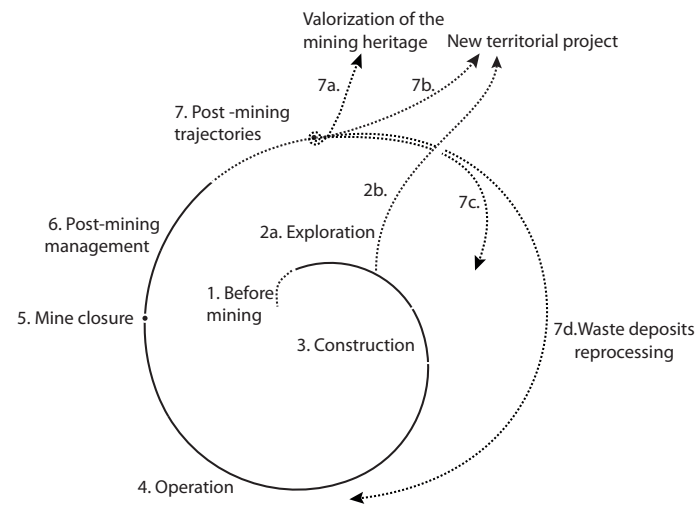 Valorization of the
mining heritage
New territorial project
7a.
7b.
7. Post -mining
trajectories
2b.
7c.
6. Post-mining
management
2a. Exploration
1. Before
mining
5. Mine closure
3. Construction
7d.Waste deposits
reprocessing
4. Operation